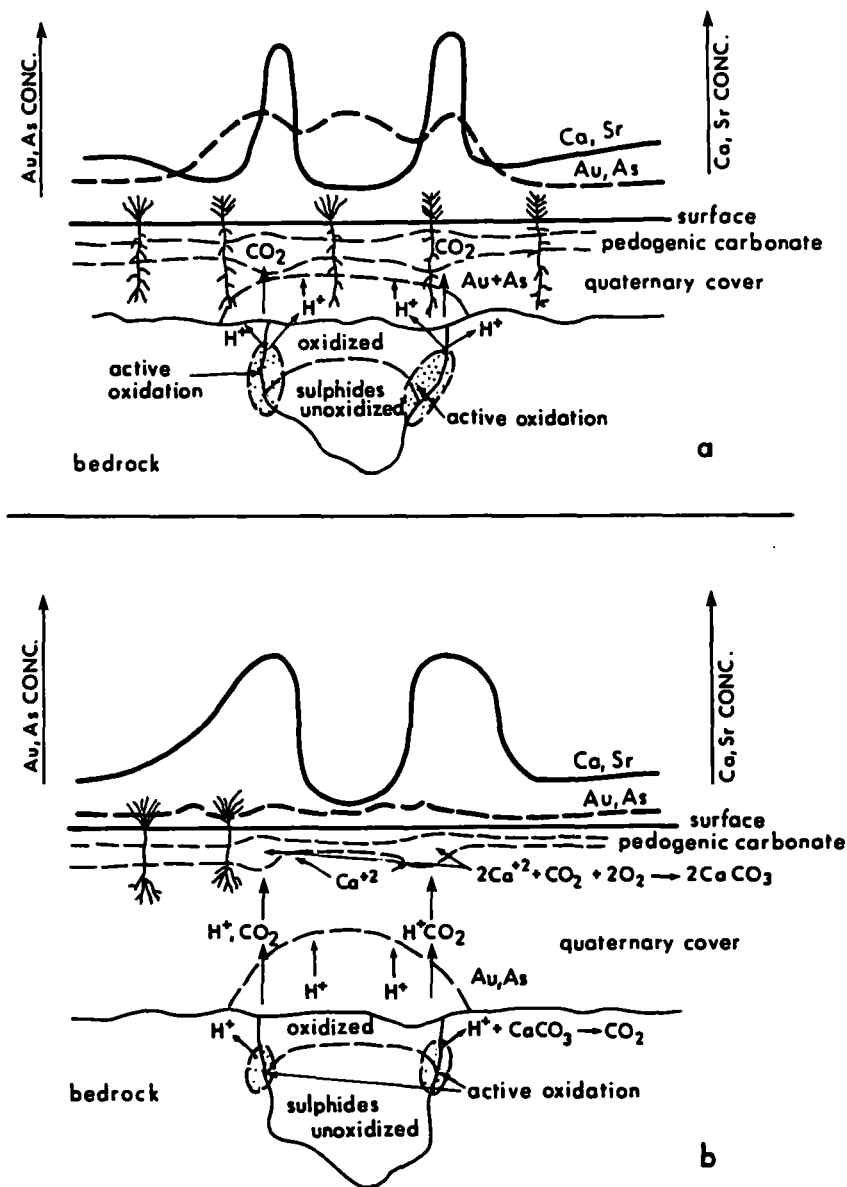 Au, As CONC.
Ca, Sr CONC.
Ca, Sr
Au, As
surface
pedogenic carbonate
CO2
CO2
Au + As
quaternary cover
H+
H+
H+
oxidized
H+
active
oxidation
sulphides
unoxidized
active oxidation
bedrock
a
Au, As CONC.
Ca, Sr CONC.
Ca, Sr
Au, As
surface
pedogenic carbonate
Ca+2
2Ca+2 + CO2 + 2O2 → 2CaCO3
H+, CO2
H+CO2
quaternary cover
Au, As
H+
H+
H+
oxidized
H+ + CaCO3 → CO2
bedrock
active oxidation
sulphides
unoxidized
b